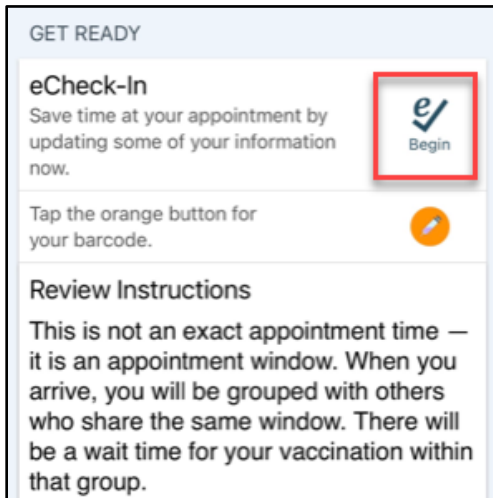 GET READY
eCheck-In
Save time at your appointment by
updating some of your information
now.
Begin
Tap the orange button for
your barcode.
Review Instructions
This is not an exact appointment time —
it is an appointment window. When you
arrive, you will be grouped with others
who share the same window. There will
be a wait time for your vaccination within
that group.